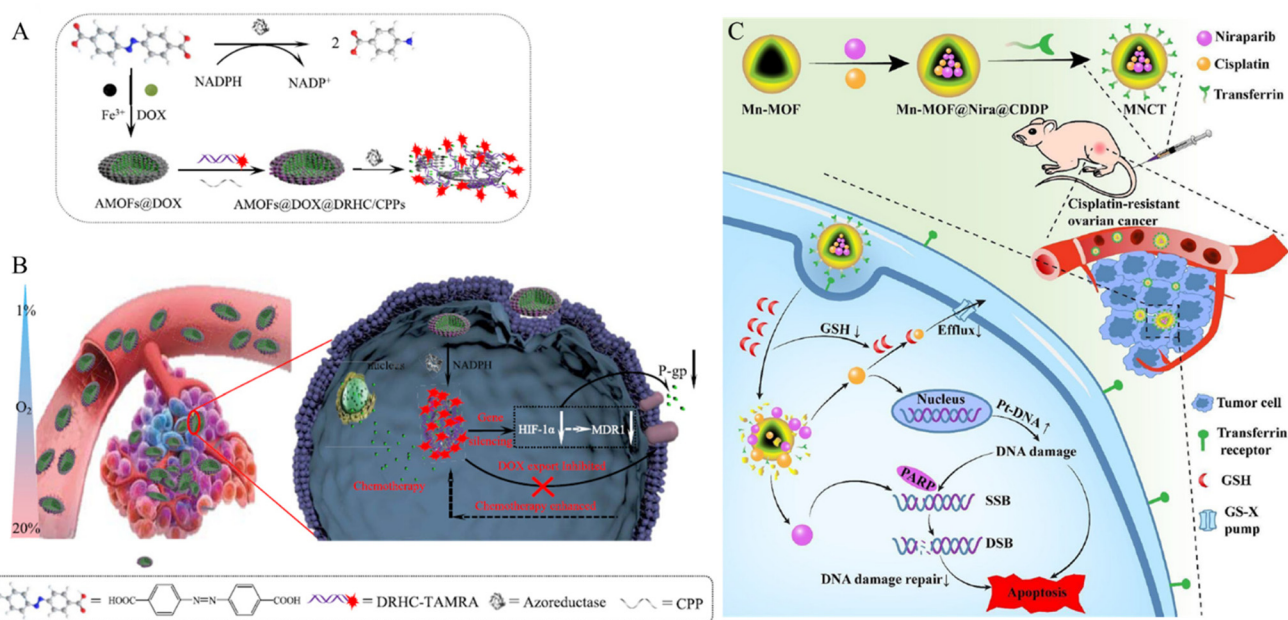 A
2
NADPH
NADP+
Fe3+
DOX
AMOFs@DOX
AMOFs@DOX@DRHC/CPPs
B
1%
O2
20%
nucleus
NADPH
P-gp
Gene
silencing
HIF-1α
MDR1
DOX export inhibited
Chemotherapy
Chemotherapy enhanced
=
HOOC
N=N
COOH
= DRHC-TAMRA
= Azoreductase
= CPP
C
Mn-MOF
Mn-MOF@Nira@CDDP
MNCT
Niraparib
Cisplatin
Transferrin
Cisplatin-resistant
ovarian cancer
GSH↓
Efflux↓
Nucleus
Pt-DNA↑
DNA damage
PARP
SSB
DSB
DNA damage repair↓
Apoptosis
Tumor cell
Transferrin
receptor
GSH
GS-X
pump